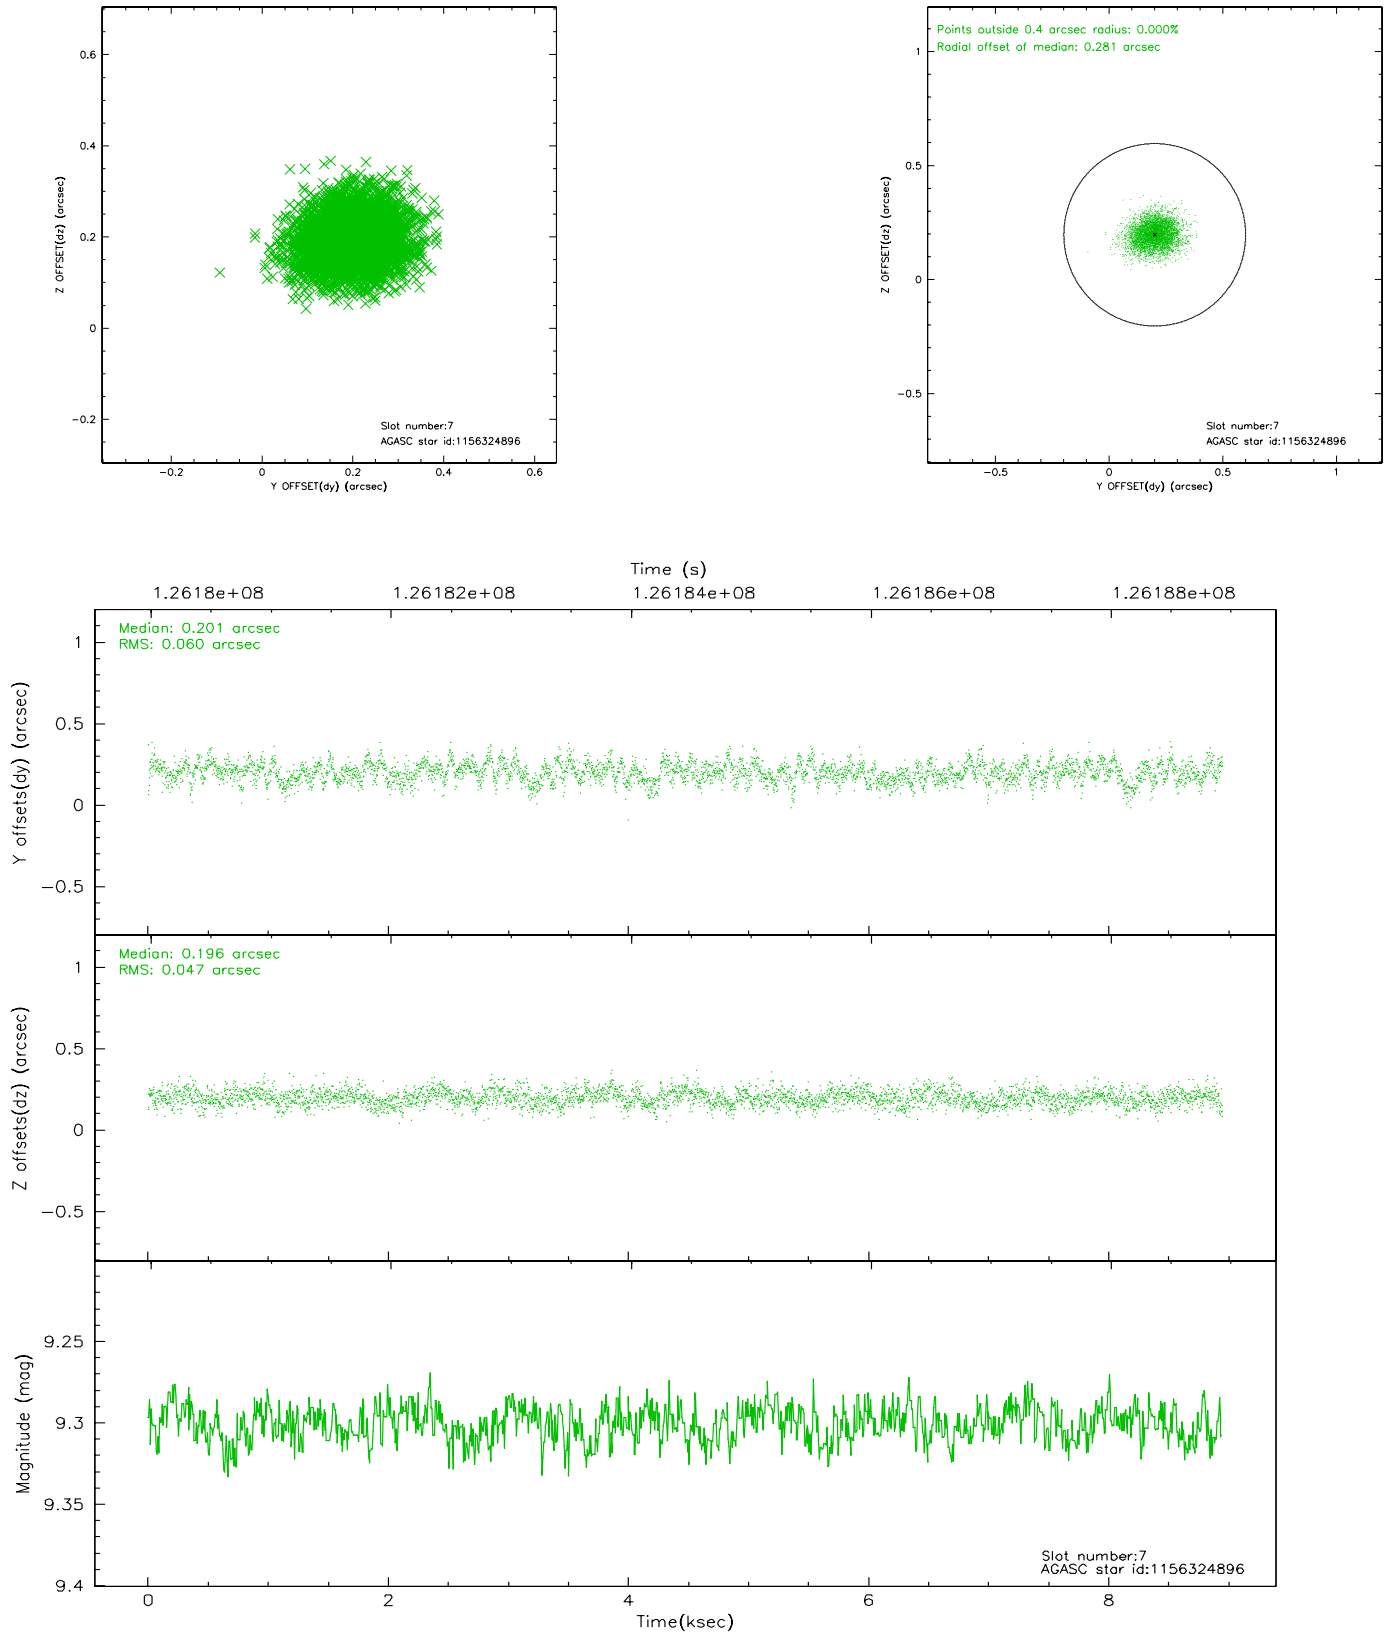 0.6
0.4
0.2
0
−0.2
Z OFFSET(dz) (arcsec)
Slot number:7
AGASC star id:1156324896
−0.2 0 0.2 0.4 0.6
Y OFFSET(dy) (arcsec)
Points outside 0.4 arcsec radius: 0.000%
Radial offset of median: 0.281 arcsec
1
0.5
0
−0.5
Z OFFSET(dz) (arcsec)
Slot number:7
AGASC star id:1156324896
−0.5 0 0.5 1
Y OFFSET(dy) (arcsec)
Time (s)
1.2618e+08 1.26182e+08 1.26184e+08 1.26186e+08 1.26188e+08
Median: 0.201 arcsec
RMS: 0.060 arcsec
1
0.5
0
−0.5
Y offsets(dy) (arcsec)
Median: 0.196 arcsec
RMS: 0.047 arcsec
1
0.5
0
−0.5
Z offsets(dz) (arcsec)
9.25
9.3
9.35
9.4
Magnitude (mag)
Slot number:7
AGASC star id:1156324896
0 2 4 6 8
Time(ksec)